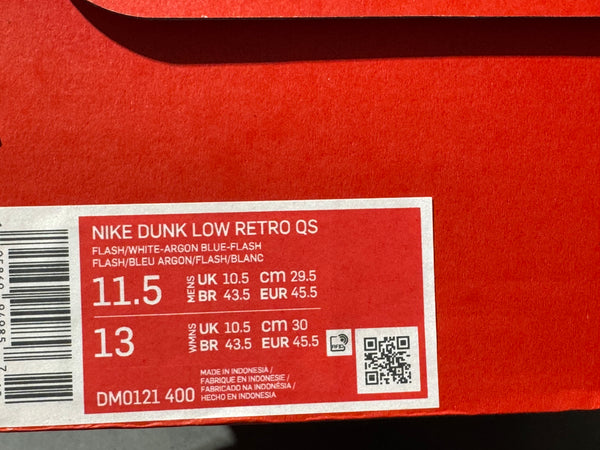 NIKE DUNK LOW RETRO QS
FLASH/WHITE-ARGON BLUE-FLASH
FLASH/BLEU ARGON/FLASH/BLANC
11.5 MENS UK 10.5 cm 29.5
BR 43.5 EUR 45.5
13 WMNS UK 10.5 cm 30
BR 43.5 EUR 45.5
RFID
MADE IN INDONESIA /
FABRIQUE EN INDONESIE /
FABRICADO NA INDONÉSIA /
HECHO EN INDONESIA
DM0121 400